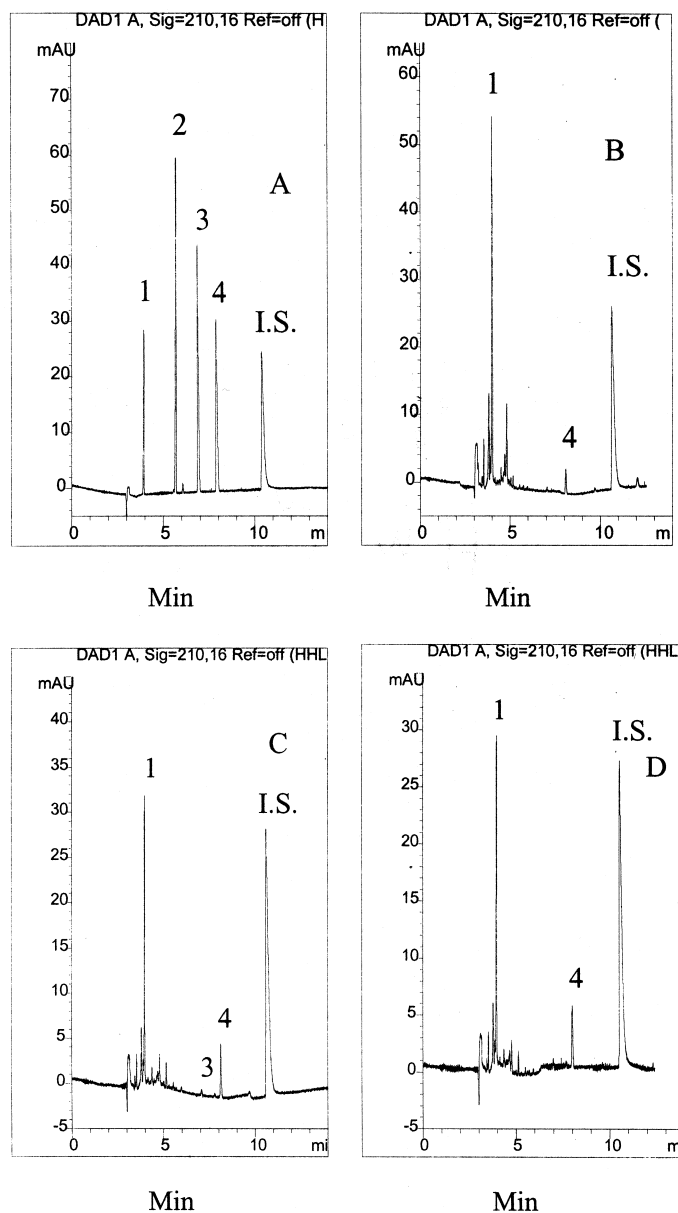 DAD1 A, Sig=210,16 Ref=off (H
mAU
70
60
50
40
30
20
10
0
1
2
3
4
I.S.
A
0 5 10 m
Min
DAD1 A, Sig=210,16 Ref=off (
mAU
60
50
40
30
20
10
0
1
4
I.S.
B
0 5 10 m
Min
DAD1 A, Sig=210,16 Ref=off (HHL
mAU
40
35
30
25
20
15
10
5
0
-5
1
3
4
I.S.
C
0 5 10 mi
Min
DAD1 A, Sig=210,16 Ref=off (HHL
mAU
30
25
20
15
10
5
0
-5
1
4
I.S.
D
0 5 10 m
Min